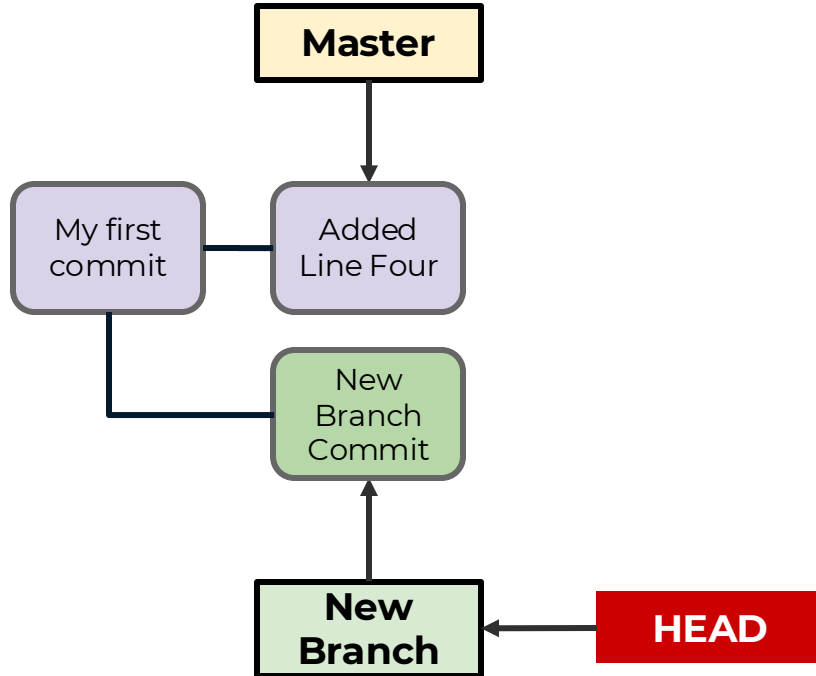 Master
My first
commit
Added
Line Four
New
Branch
Commit
New
Branch
HEAD